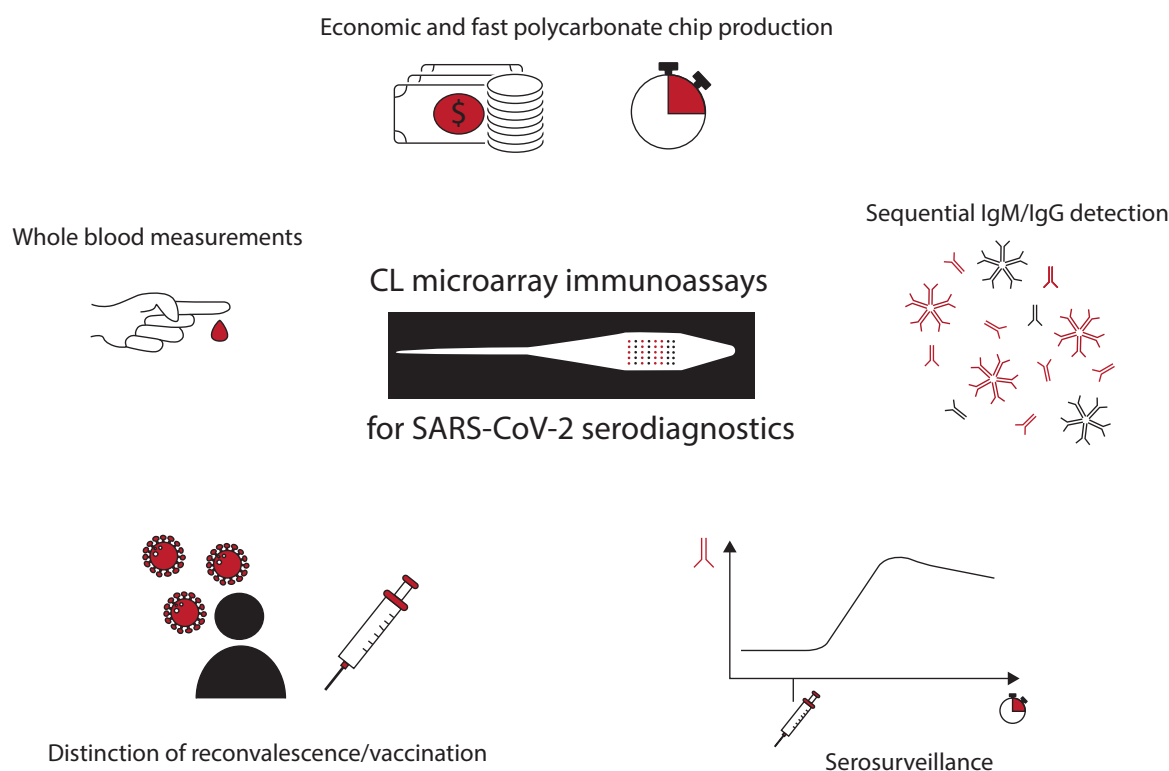 Economic and fast polycarbonate chip production
$
Whole blood measurements
Sequential IgM/IgG detection
CL microarray immunoassays
for SARS-CoV-2 serodiagnostics
Distinction of reconvalescence/vaccination
Serosurveillance